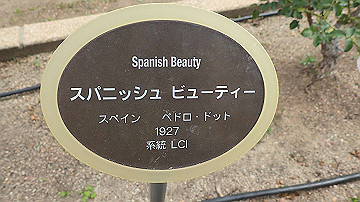 Spanish Beauty
スパニッシュ ビューティー
スペイン ペドロ・ドット
1927
系統 LCl